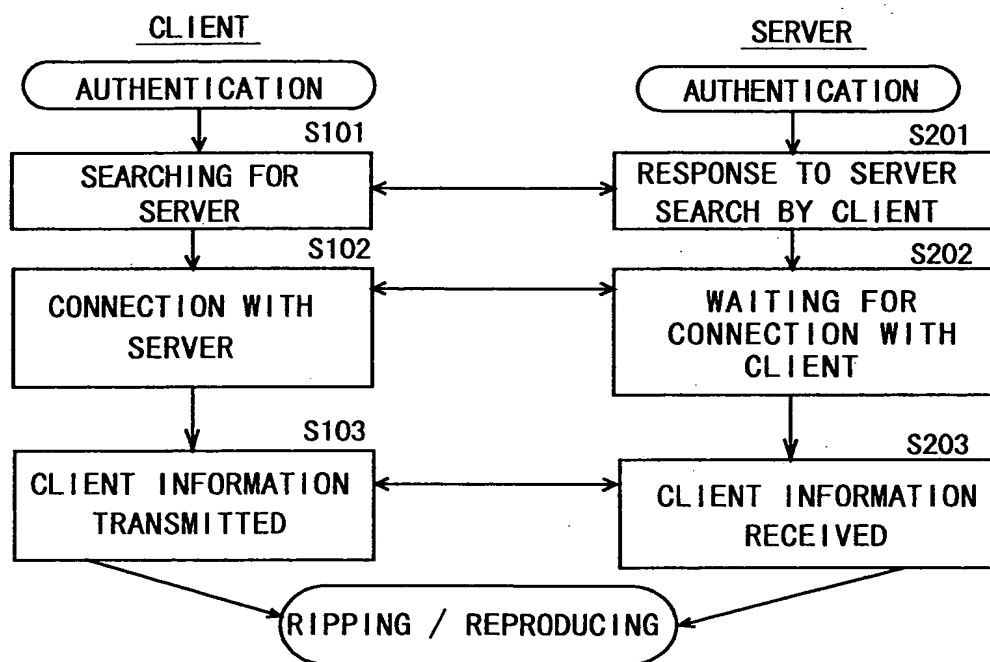 CLIENT
SERVER
AUTHENTICATION
AUTHENTICATION
S101
S201
SEARCHING FOR
SERVER
RESPONSE TO SERVER
SEARCH BY CLIENT
S102
S202
CONNECTION WITH
SERVER
WAITING FOR
CONNECTION WITH
CLIENT
S103
S203
CLIENT INFORMATION
TRANSMITTED
CLIENT INFORMATION
RECEIVED
RIPPING / REPRODUCING